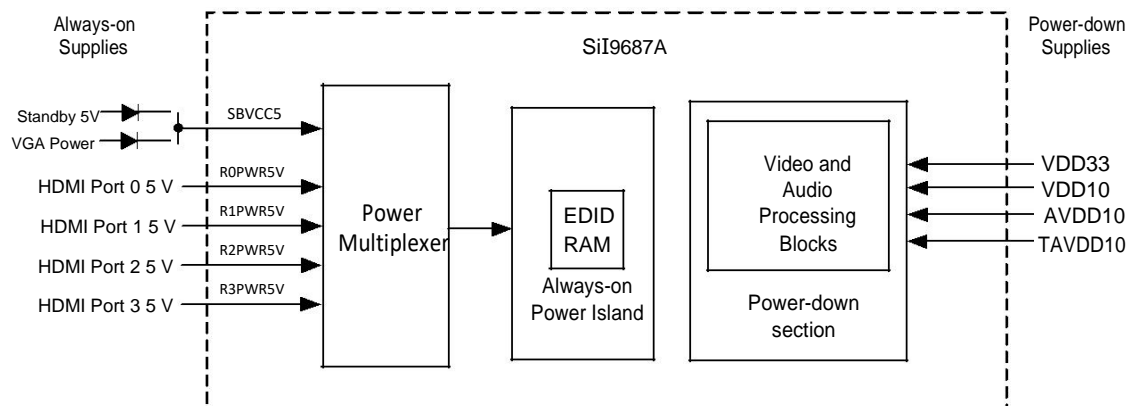 Always-on
Supplies
SiI9687A
Power-down
Supplies
Standby 5V
VGA Power
SBVCC5
HDMI Port 0 5 V
R0PWR5V
HDMI Port 1 5 V
R1PWR5V
HDMI Port 2 5 V
R2PWR5V
HDMI Port 3 5 V
R3PWR5V
Power
Multiplexer
EDID
RAM
Always-on
Power Island
Video and
Audio
Processing
Blocks
Power-down
section
VDD33
VDD10
AVDD10
TAVDD10